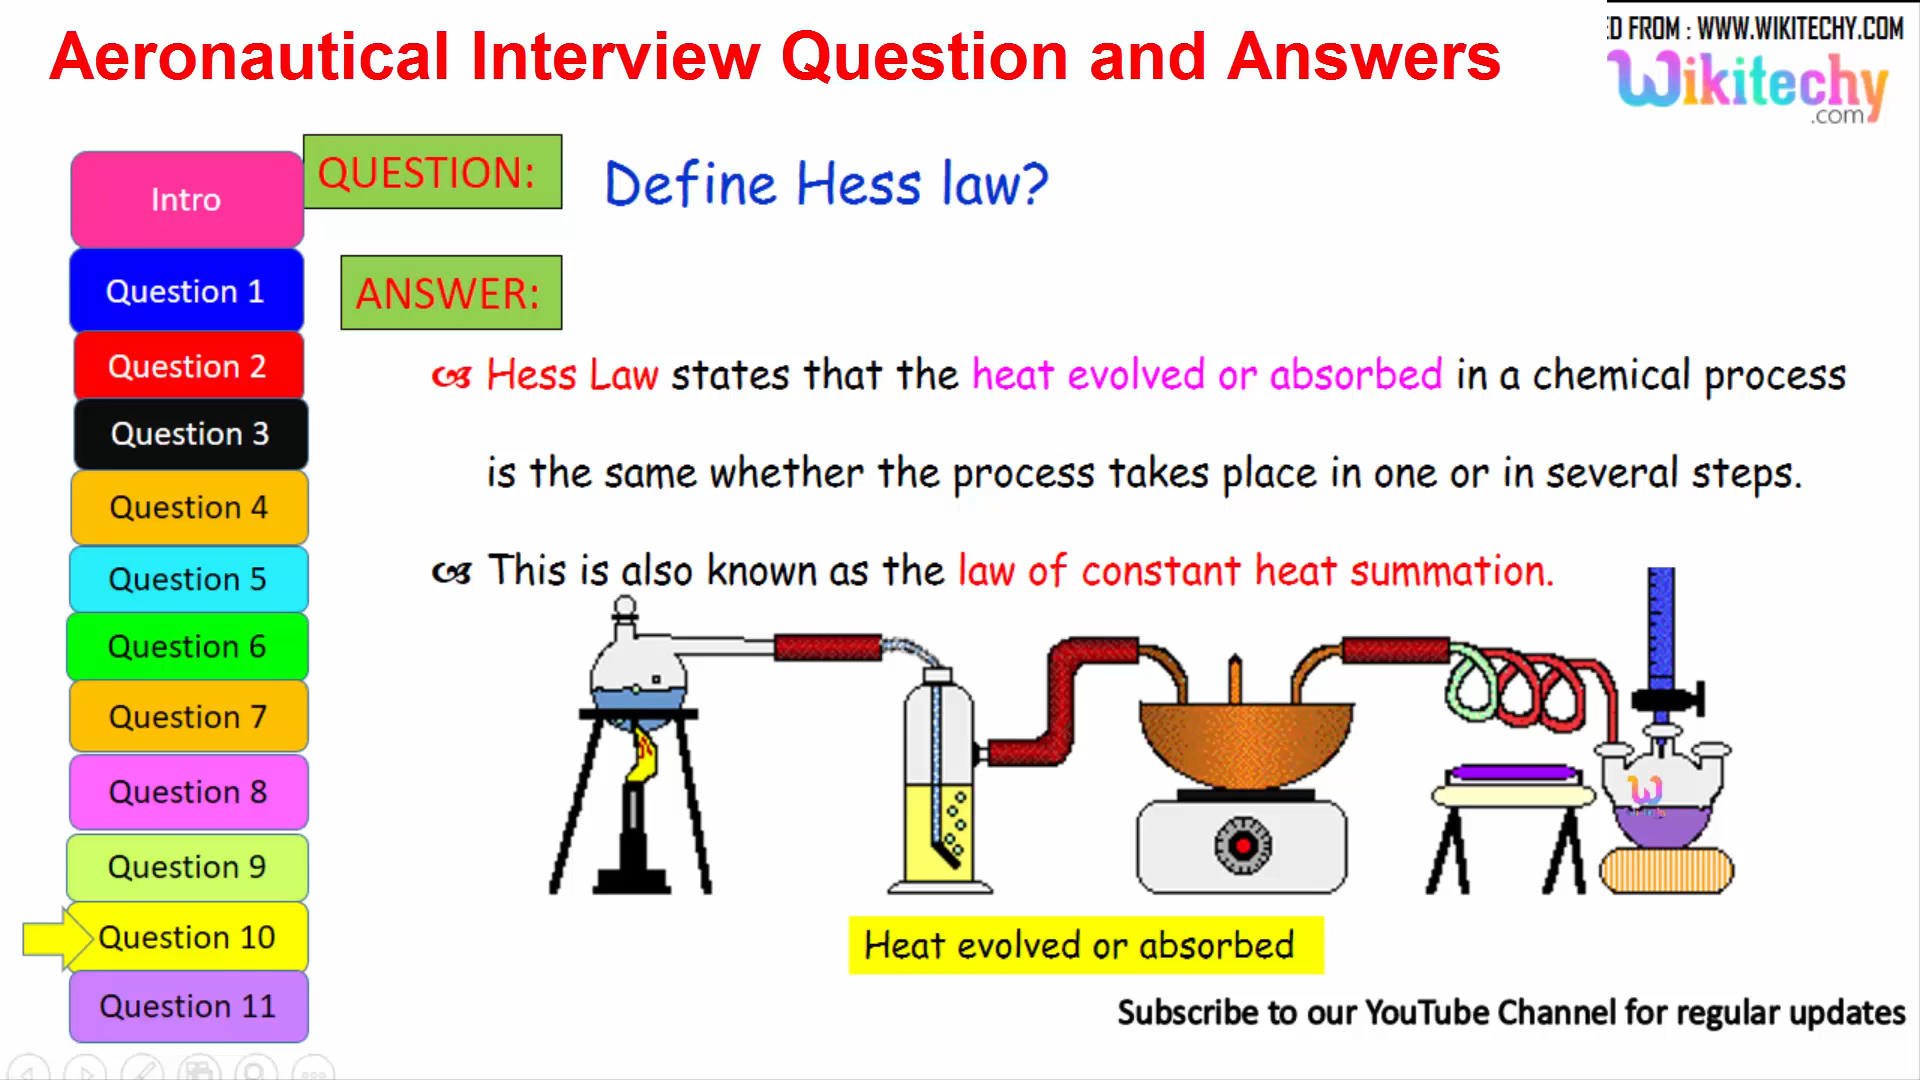 Aeronautical Interview Question and Answers
ED FROM : WWW.WIKITECHY.COM
Wikitechy
.com
Intro
Question 1
Question 2
Question 3
Question 4
Question 5
Question 6
Question 7
Question 8
Question 9
Question 10
Question 11
QUESTION:
Define Hess law?
ANSWER:
Hess Law states that the heat evolved or absorbed in a chemical process
is the same whether the process takes place in one or in several steps.
This is also known as the law of constant heat summation.
W
Heat evolved or absorbed
Subscribe to our YouTube Channel for regular updates